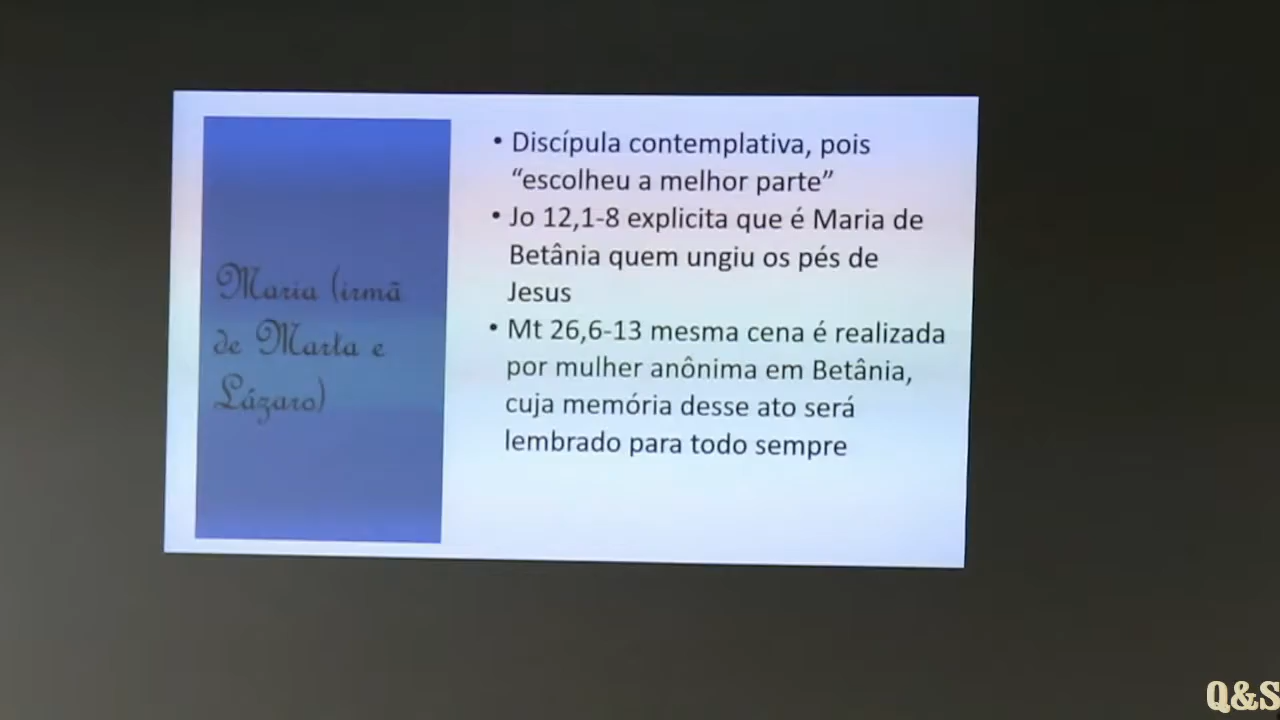 Maria (irmã
de Marta e
Lázaro)
• Discípula contemplativa, pois
“escolheu a melhor parte”
• Jo 12,1-8 explicita que é Maria de
Betânia quem ungiu os pés de
Jesus
• Mt 26,6-13 mesma cena é realizada
por mulher anônima em Betânia,
cuja memória desse ato será
lembrado para todo sempre
Q&S